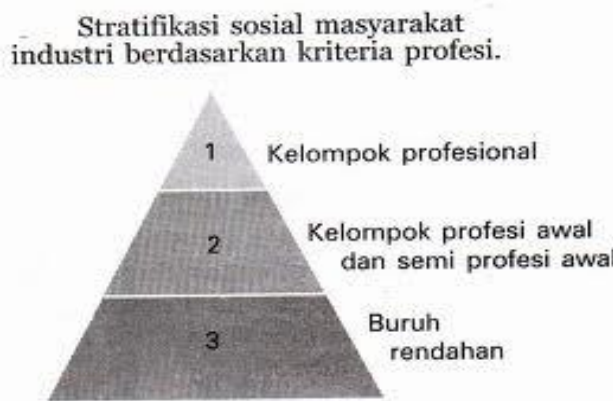 Stratifikasi sosial masyarakat
industri berdasarkan kriteria profesi.
1 Kelompok profesional
2 Kelompok profesi awal
dan semi profesi awal
3 Buruh
rendahan